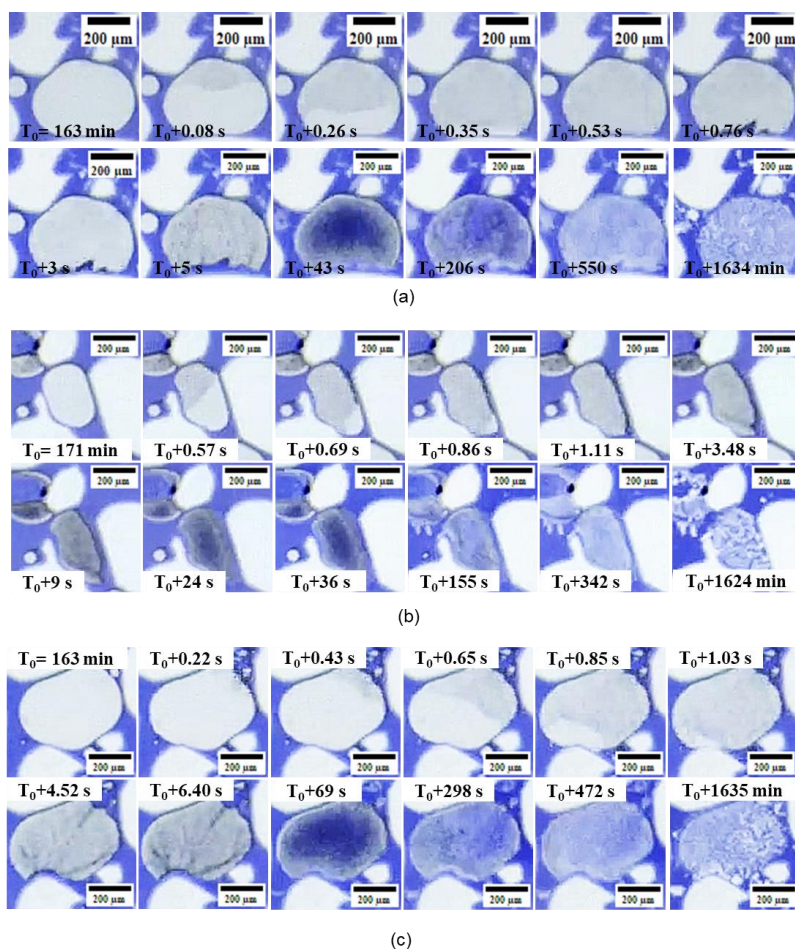 200 µm 200 µm 200 µm 200 µm 200 µm 200 µm
T₀= 163 min T₀+0.08 s T₀+0.26 s T₀+0.35 s T₀+0.53 s T₀+0.76 s
200 µm 200 µm 200 µm 200 µm 200 µm 200 µm
T₀+3 s T₀+5 s T₀+43 s T₀+206 s T₀+550 s T₀+1634 min
(a)
200 µm 200 µm 200 µm 200 µm 200 µm 200 µm
T₀= 171 min T₀+0.57 s T₀+0.69 s T₀+0.86 s T₀+1.11 s T₀+3.48 s
200 µm 200 µm 200 µm 200 µm 200 µm 200 µm
T₀+9 s T₀+24 s T₀+36 s T₀+155 s T₀+342 s T₀+1624 min
(b)
T₀= 163 min T₀+0.22 s T₀+0.43 s T₀+0.65 s T₀+0.85 s T₀+1.03 s
200 µm 200 µm 200 µm 200 µm 200 µm 200 µm
T₀+4.52 s T₀+6.40 s T₀+69 s T₀+298 s T₀+472 s T₀+1635 min
200 µm 200 µm 200 µm 200 µm 200 µm 200 µm
(c)